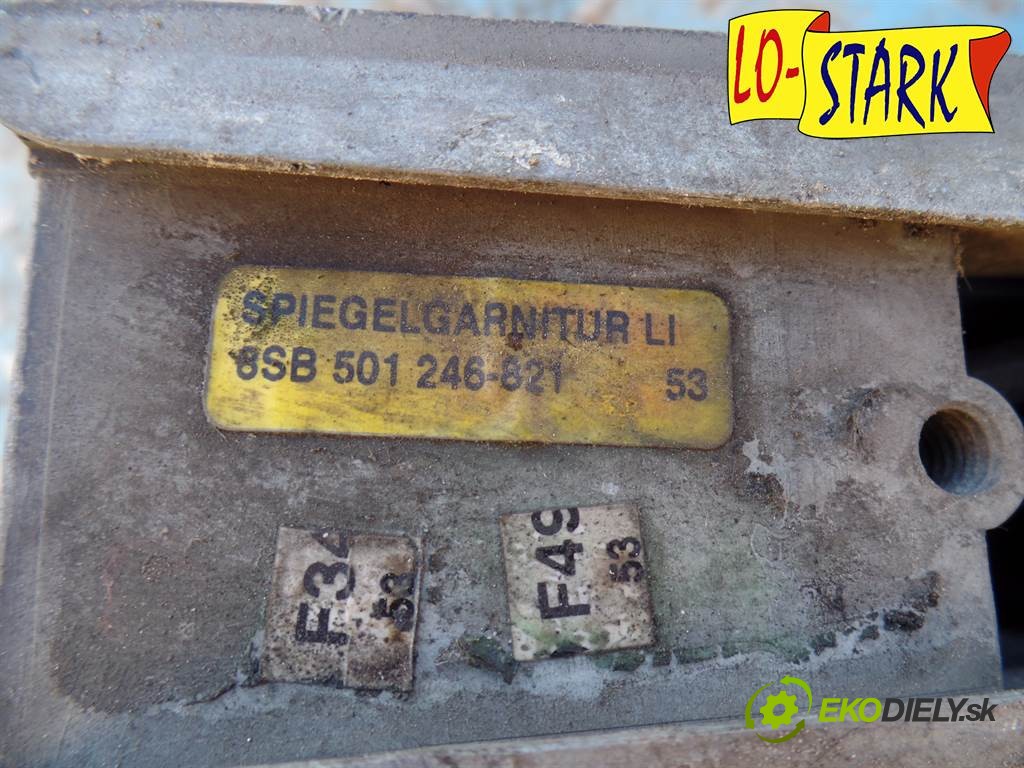 LO-STARK
SPIEGELGARNITUR LI
8SB 501 246-821 53
F34
53
F49
53
EKODIELY.sk